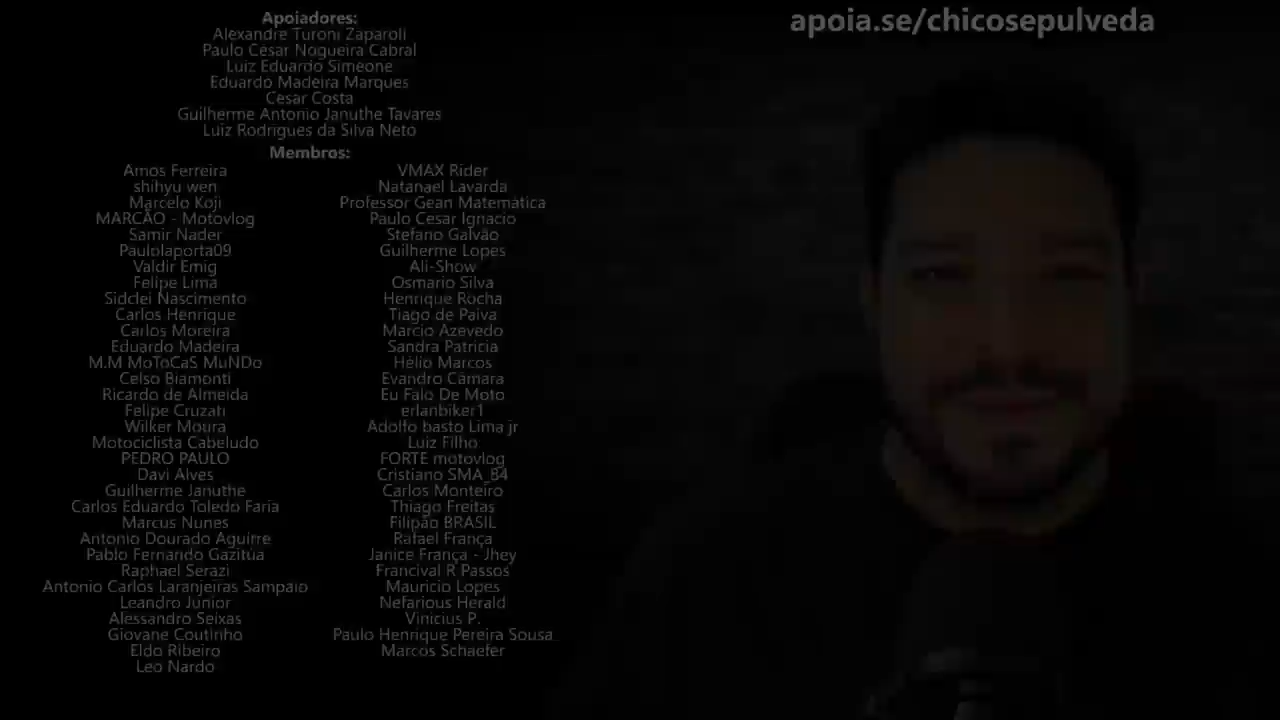 Apoiadores:
Alexandre Turoni Zaparoli
Paulo César Nogueira Cabral
Luiz Eduardo Simeone
Eduardo Madeira Marques
Cesar Costa
Guilherme Antonio Januthe Tavares
Luiz Rodrigues da Silva Neto
Membros:
Amos Ferreira
shihyu wen
Marcelo Koji
MARCÃO - Motovlog
Samir Nader
Paulolaporta09
Valdir Emig
Felipe Lima
Sidclei Nascimento
Carlos Henrique
Carlos Moreira
Eduardo Madeira
M.M MoToCaS MuNDo
Celso Biamonti
Ricardo de Almeida
Felipe Cruzati
Wilker Moura
Motociclista Cabeludo
PEDRO PAULO
Davi Alves
Guilherme Januthe
Carlos Eduardo Toledo Faria
Marcus Nunes
Antonio Dourado Aguirre
Pablo Fernando Gazitúa
Raphael Serazi
Antonio Carlos Laranjeiras Sampaio
Leandro Junior
Alessandro Seixas
Giovane Coutinho
Eldo Ribeiro
Leo Nardo
VMAX Rider
Natanael Lavarda
Professor Gean Matemática
Paulo Cesar Ignacio
Stefano Galvão
Guilherme Lopes
Ali-Show
Osmario Silva
Henrique Rocha
Tiago de Paiva
Marcio Azevedo
Sandra Patricia
Hélio Marcos
Evandro Câmara
Eu Falo De Moto
erlanbiker1
Adolfo basto Lima jr
Luiz Filho
FORTE motovlog
Cristiano SMA_84
Carlos Monteiro
Thiago Freitas
Filipão BRASIL
Rafael França
Janice França - Jhey
Francival R Passos
Mauricio Lopes
Nefarious Herald
Vinicius P.
Paulo Henrique Pereira Sousa
Marcos Schaefer
apoia.se/chicosepulveda